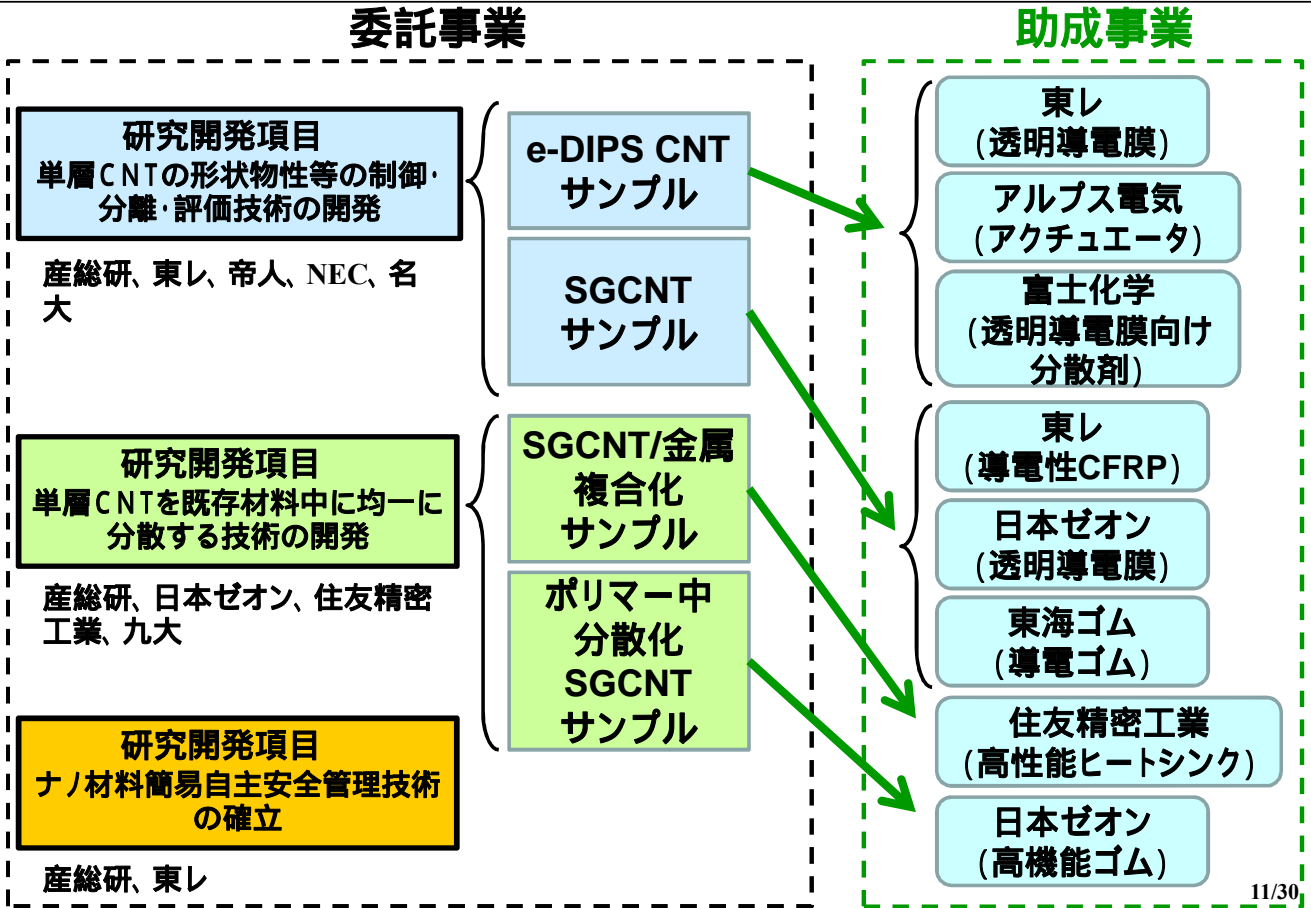 委託事業
助成事業
研究開発項目
単層CNTの形状物性等の制御・
分離・評価技術の開発
産総研、東レ、帝人、NEC、名
大
e-DIPS CNT
サンプル
SGCNT
サンプル
研究開発項目
単層CNTを既存材料中に均一に
分散する技術の開発
産総研、日本ゼオン、住友精密
工業、九大
SGCNT/金属
複合化
サンプル
ポリマー中
分散化
SGCNT
サンプル
研究開発項目
ナノ材料簡易自主安全管理技術
の確立
産総研、東レ
東レ
(透明導電膜)
アルプス電気
(アクチュエータ)
富士化学
(透明導電膜向け
分散剤)
東レ
(導電性CFRP)
日本ゼオン
(透明導電膜)
東海ゴム
(導電ゴム)
住友精密工業
(高性能ヒートシンク)
日本ゼオン
(高機能ゴム)
11/30